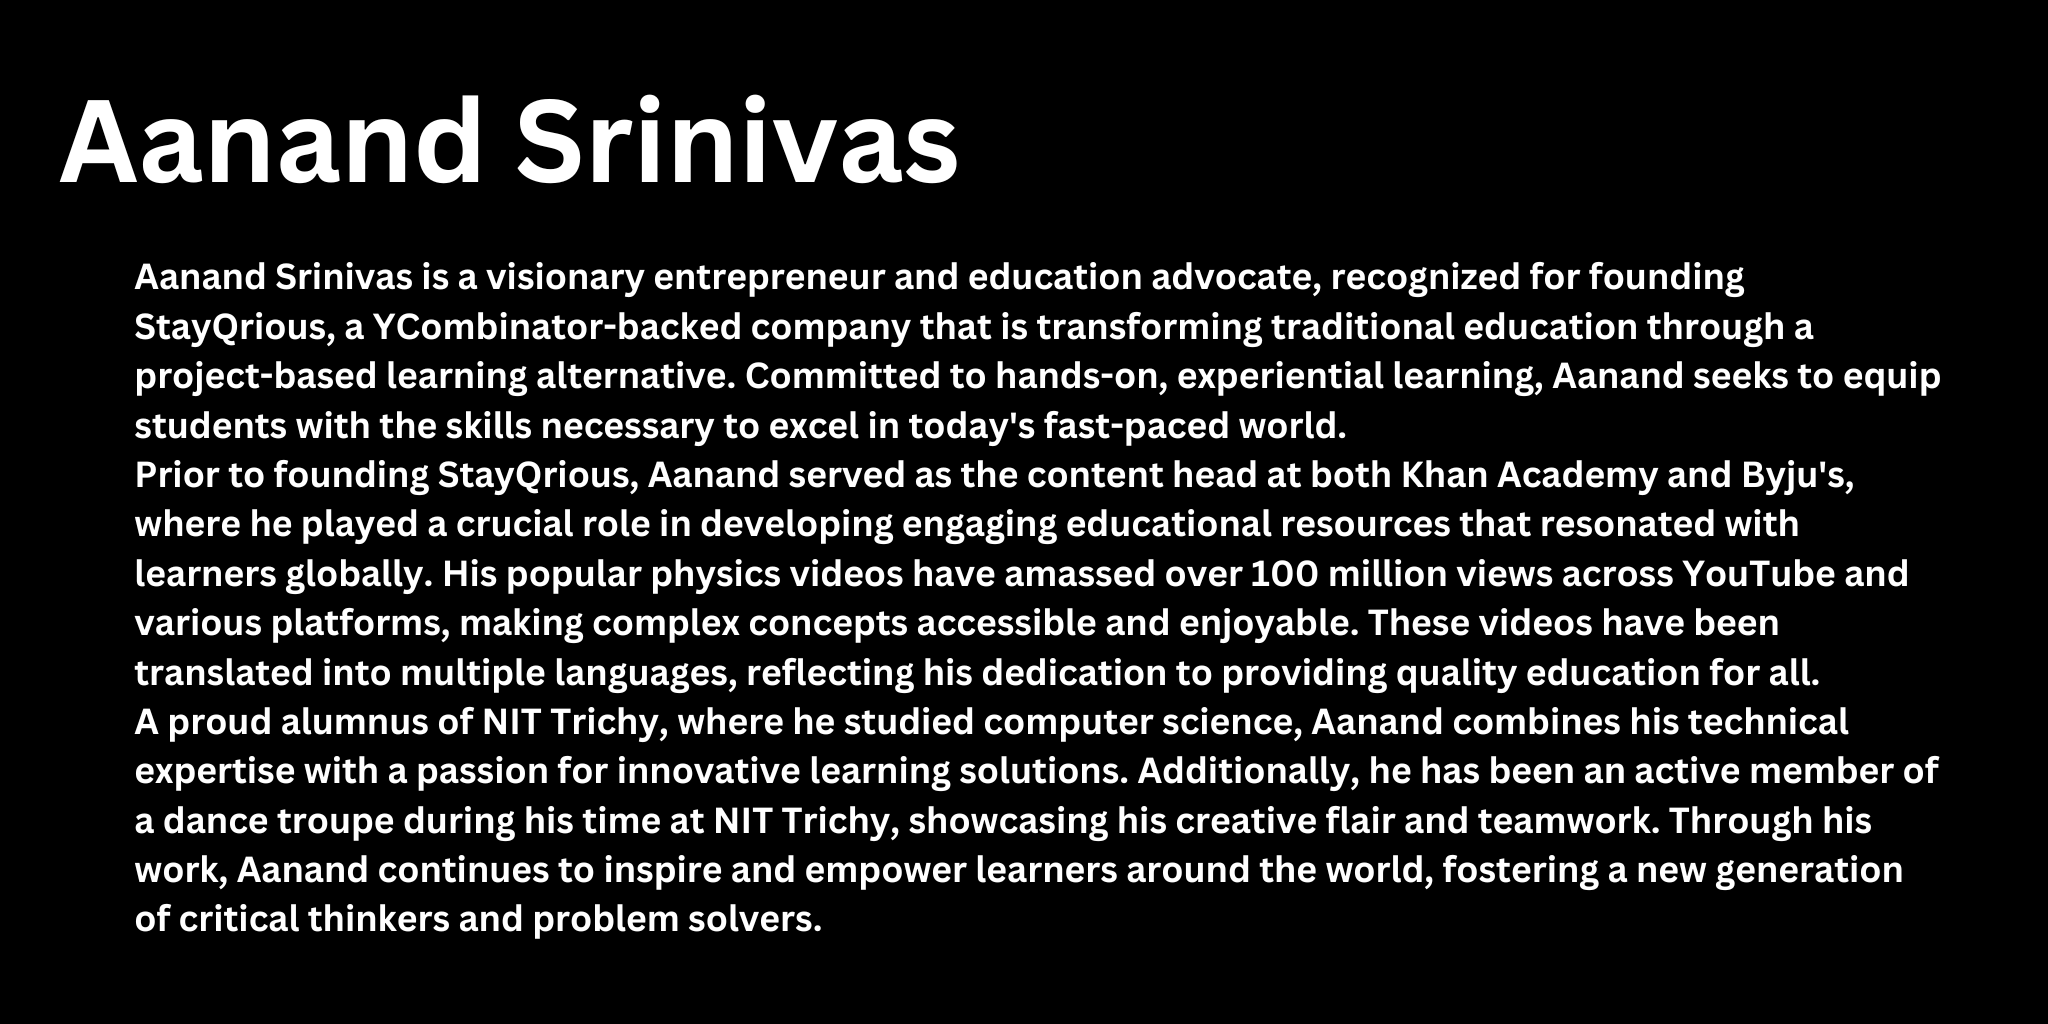 Aanand Srinivas
Aanand Srinivas is a visionary entrepreneur and education advocate, recognized for founding
StayQrious, a YCombinator-backed company that is transforming traditional education through a
project-based learning alternative. Committed to hands-on, experiential learning, Aanand seeks to equip
students with the skills necessary to excel in today's fast-paced world.
Prior to founding StayQrious, Aanand served as the content head at both Khan Academy and Byju's,
where he played a crucial role in developing engaging educational resources that resonated with
learners globally. His popular physics videos have amassed over 100 million views across YouTube and
various platforms, making complex concepts accessible and enjoyable. These videos have been
translated into multiple languages, reflecting his dedication to providing quality education for all.
A proud alumnus of NIT Trichy, where he studied computer science, Aanand combines his technical
expertise with a passion for innovative learning solutions. Additionally, he has been an active member of
a dance troupe during his time at NIT Trichy, showcasing his creative flair and teamwork. Through his
work, Aanand continues to inspire and empower learners around the world, fostering a new generation
of critical thinkers and problem solvers.